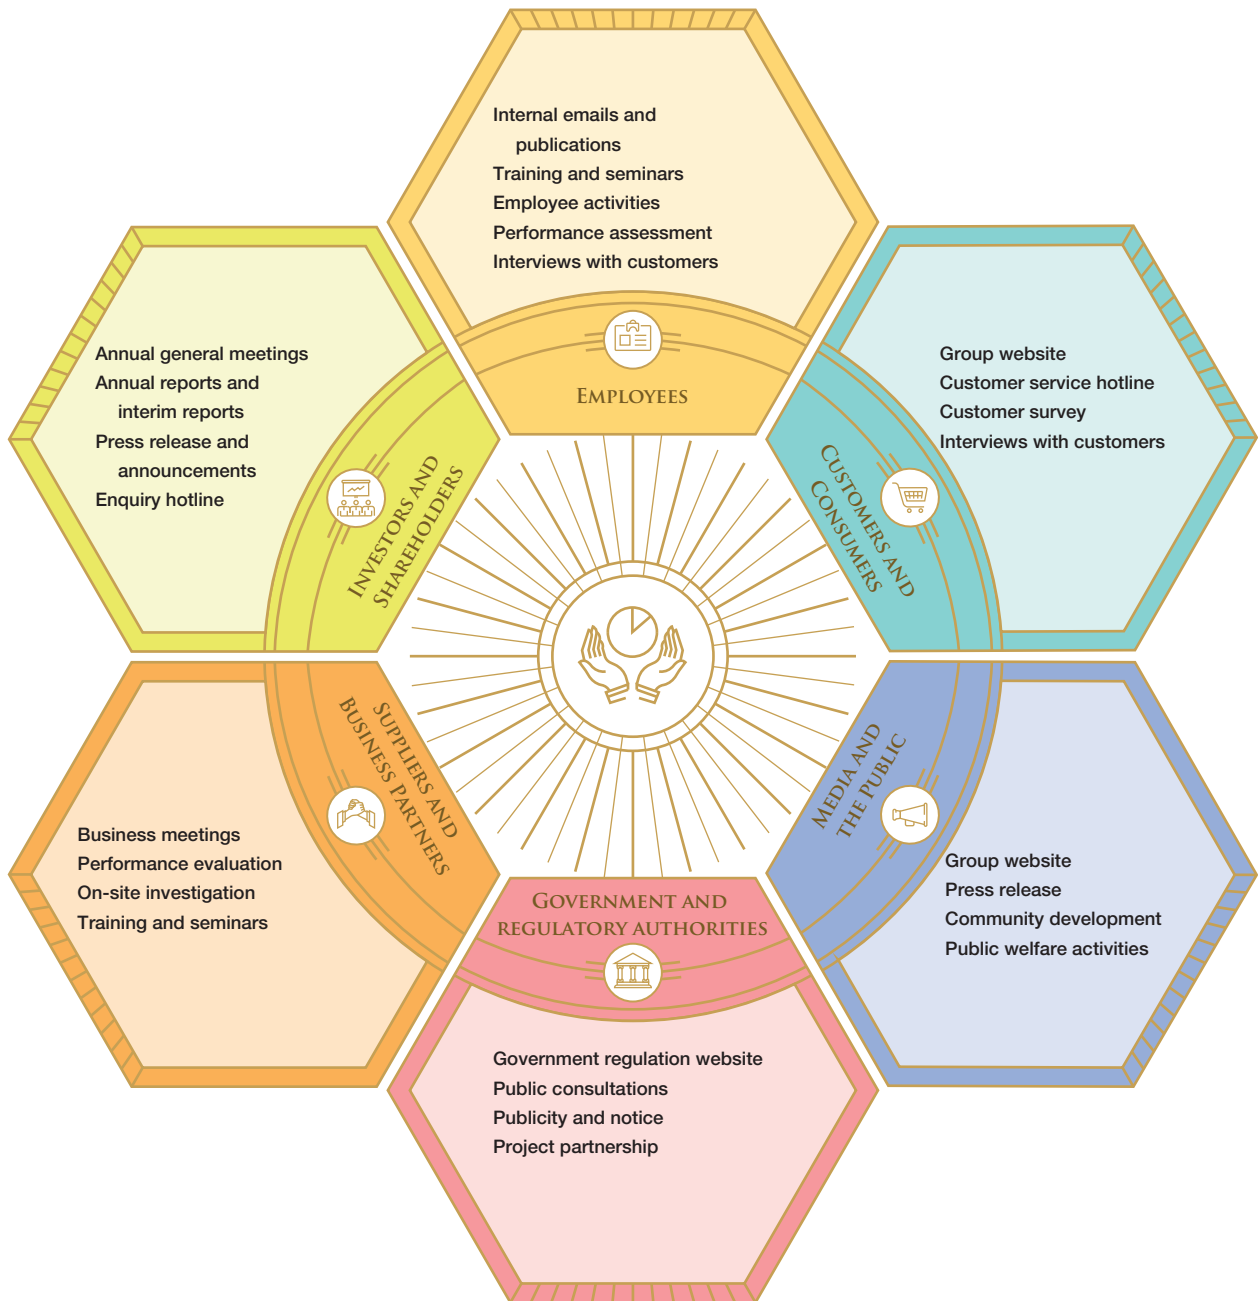 Internal emails and
publications
Training and seminars
Employee activities
Performance assessment
Interviews with customers
EMPLOYEES
Group website
Customer service hotline
Customer survey
Interviews with customers
CUSTOMERS AND
CONSUMERS
Group website
Press release
Community development
Public welfare activities
MEDIA AND
THE PUBLIC
GOVERNMENT AND
REGULATORY AUTHORITIES
Government regulation website
Public consultations
Publicity and notice
Project partnership
SUPPLIERS AND
BUSINESS PARTNERS
Business meetings
Performance evaluation
On-site investigation
Training and seminars
Annual general meetings
Annual reports and
interim reports
Press release and
announcements
Enquiry hotline
INVESTORS AND
SHAREHOLDERS